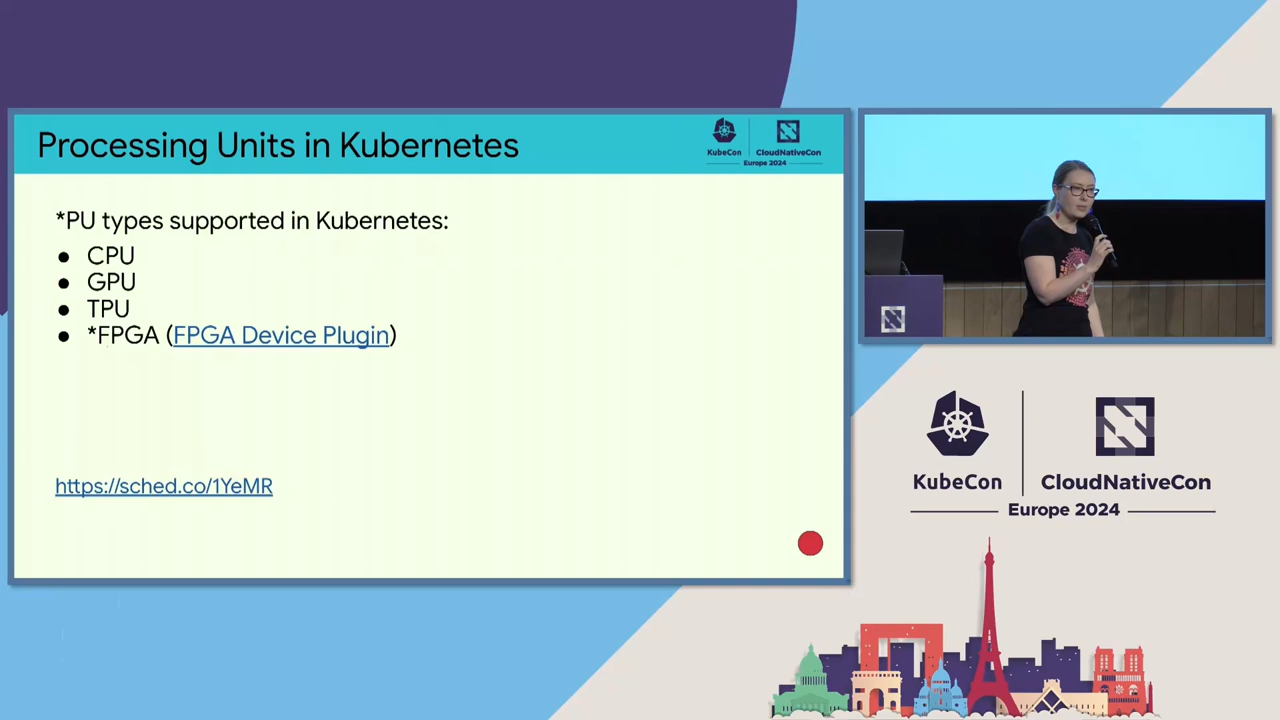 Processing Units in Kubernetes
KubeCon
CloudNativeCon
Europe 2024
*PU types supported in Kubernetes:
● CPU
● GPU
● TPU
● *FPGA (FPGA Device Plugin)
https://sched.co/1YeMR
KubeCon
CloudNativeCon
Europe 2024